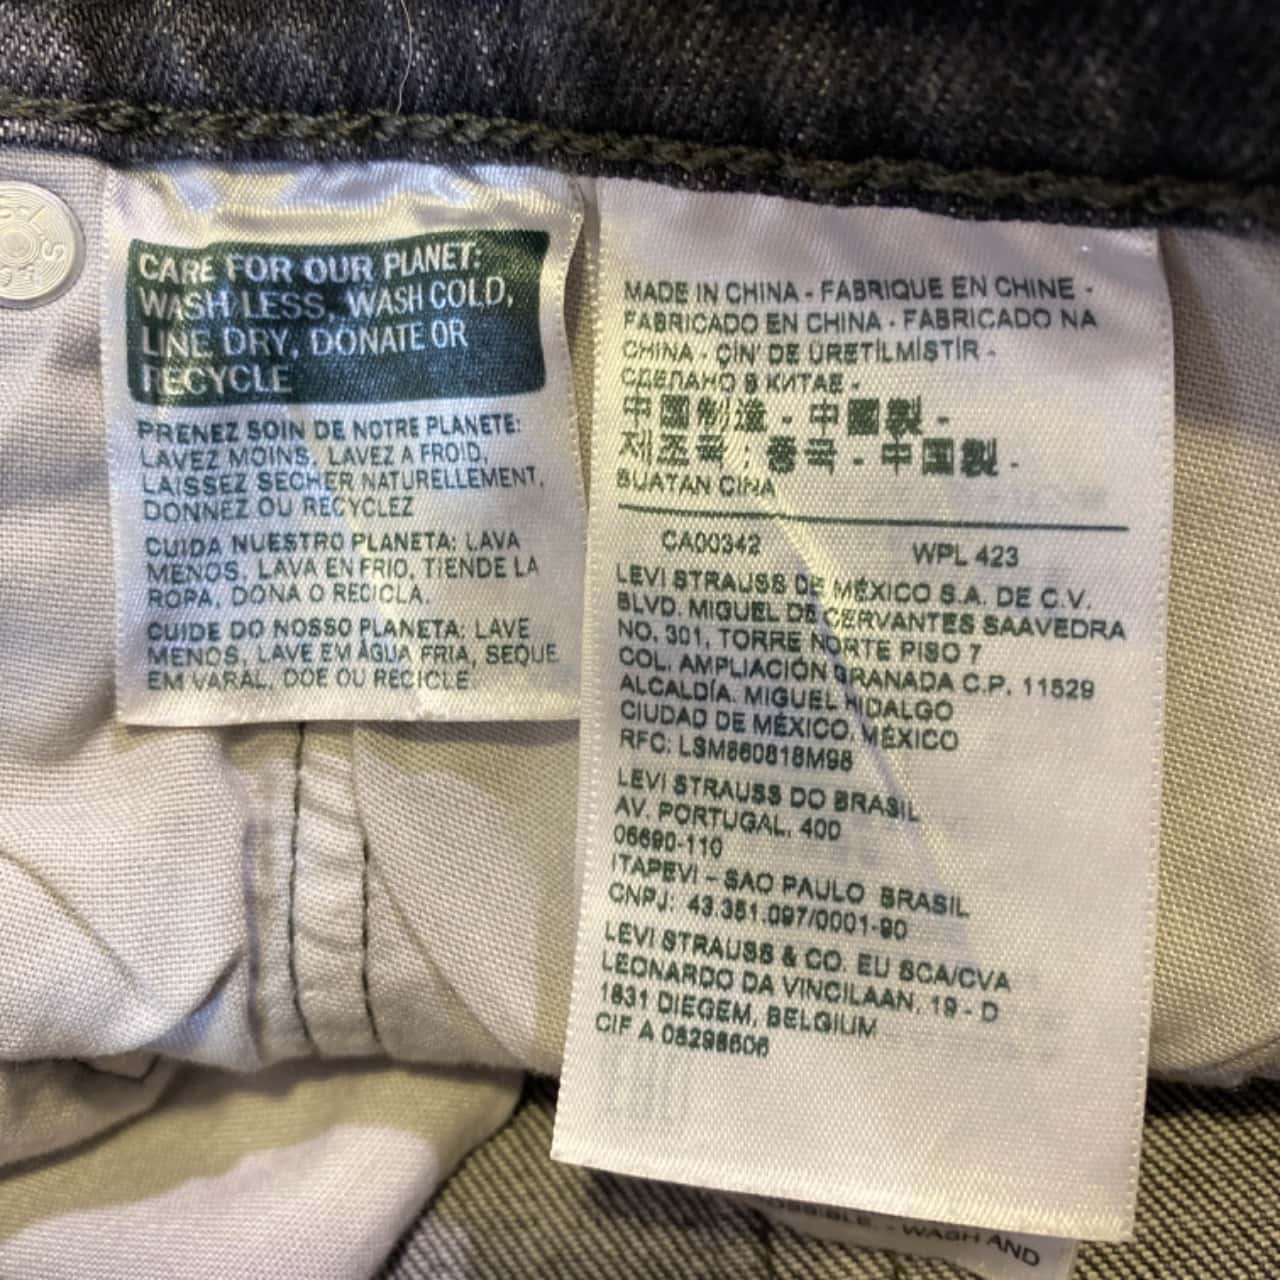 CARE FOR OUR PLANET:
WASH LESS, WASH COLD,
LINE DRY, DONATE OR
RECYCLE
PRENEZ SOIN DE NOTRE PLANETE:
LAVEZ MOINS, LAVEZ A FROID,
LAISSEZ SECHER NATURELLEMENT,
DONNEZ OU RECYCLEZ
CUIDA NUESTRO PLANETA: LAVA
MENOS, LAVA EN FRIO, TIENDE LA
ROPA, DONA O RECICLA.
CUIDE DO NOSSO PLANETA: LAVE
MENOS, LAVE EM ÁGUA FRIA, SEQUE
EM VARAL, DOE OU RECICLE
MADE IN CHINA - FABRIQUE EN CHINE -
FABRICADO EN CHINA - FABRICADO NA
CHINA - ÇIN' DE ÜRETİLMİSTİR -
СДЕЛАНО В КИТАЕ -
中國制造 - 中國製 -
제조국 : 중국 - 中国製 -
BUATAN CINA
CA00342 WPL 423
LEVI STRAUSS DE MÉXICO S.A. DE C.V.
BLVD. MIGUEL DE CERVANTES SAAVEDRA
NO. 301, TORRE NORTE PISO 7
COL. AMPLIACIÓN GRANADA C.P. 11529
ALCALDÍA. MIGUEL HIDALGO
CIUDAD DE MÉXICO, MÉXICO
RFC: LSM860818M98
LEVI STRAUSS DO BRASIL
AV. PORTUGAL, 400
06690-110
ITAPEVI - SAO PAULO BRASIL
CNPJ: 43.351.097/0001-90
LEVI STRAUSS & CO. EU SCA/CVA
LEONARDO DA VINCILAAN, 19 - D
1831 DIEGEM, BELGIUM
CIF A 08298606
WASH AND